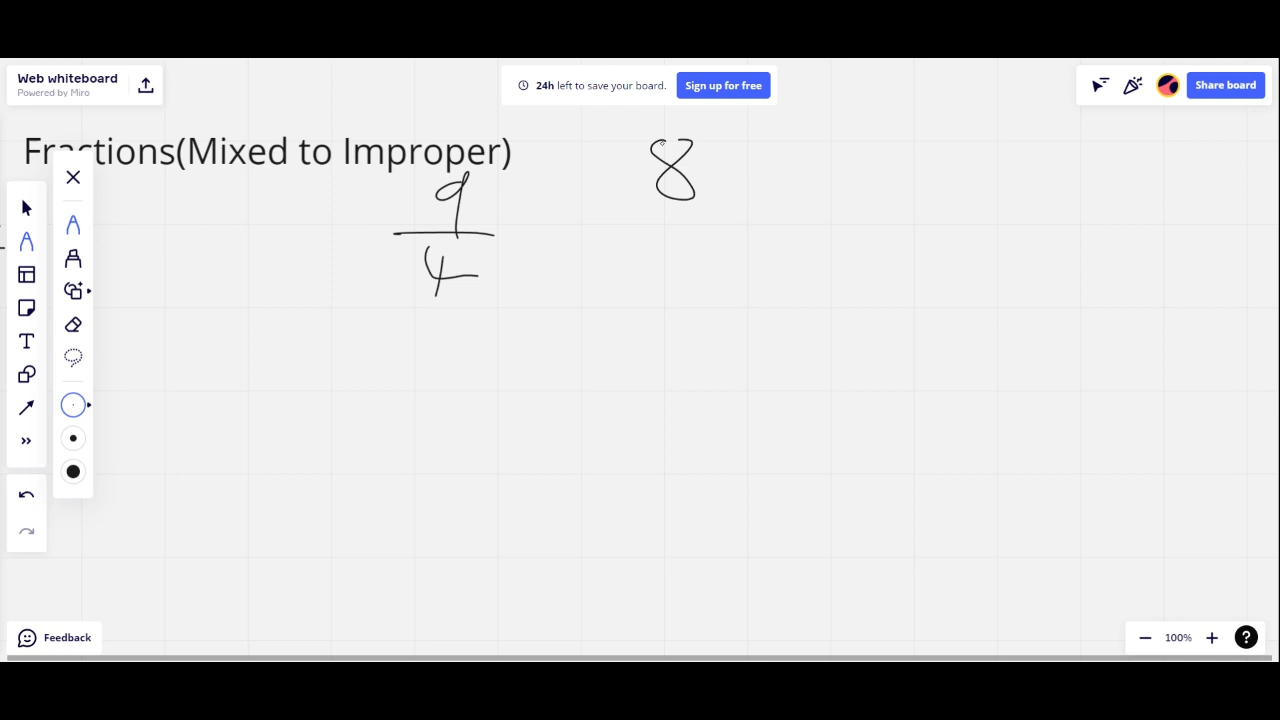 Web whiteboard
Powered by Miro
24h left to save your board.
Sign up for free
Share board
Fractions(Mixed to Improper)
9
4
8
T
Feedback
100%
?